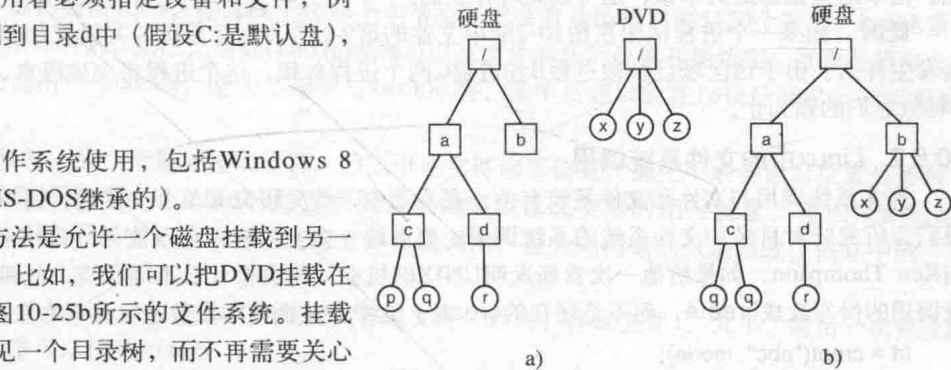 用者必须指定设备和文件，例
到目录d中（假设C:是默认盘），
作系统使用，包括Windows 8
MS-DOS继承的）。
法是允许一个磁盘挂载到另一
比如，我们可以把DVD挂载在
图10-25b所示的文件系统。挂载
见一个目录树，而不再需要关心
硬盘 DVD 硬盘
/ / /
a b x y z a b
c d c d x y z
p q r q q r
a) b)